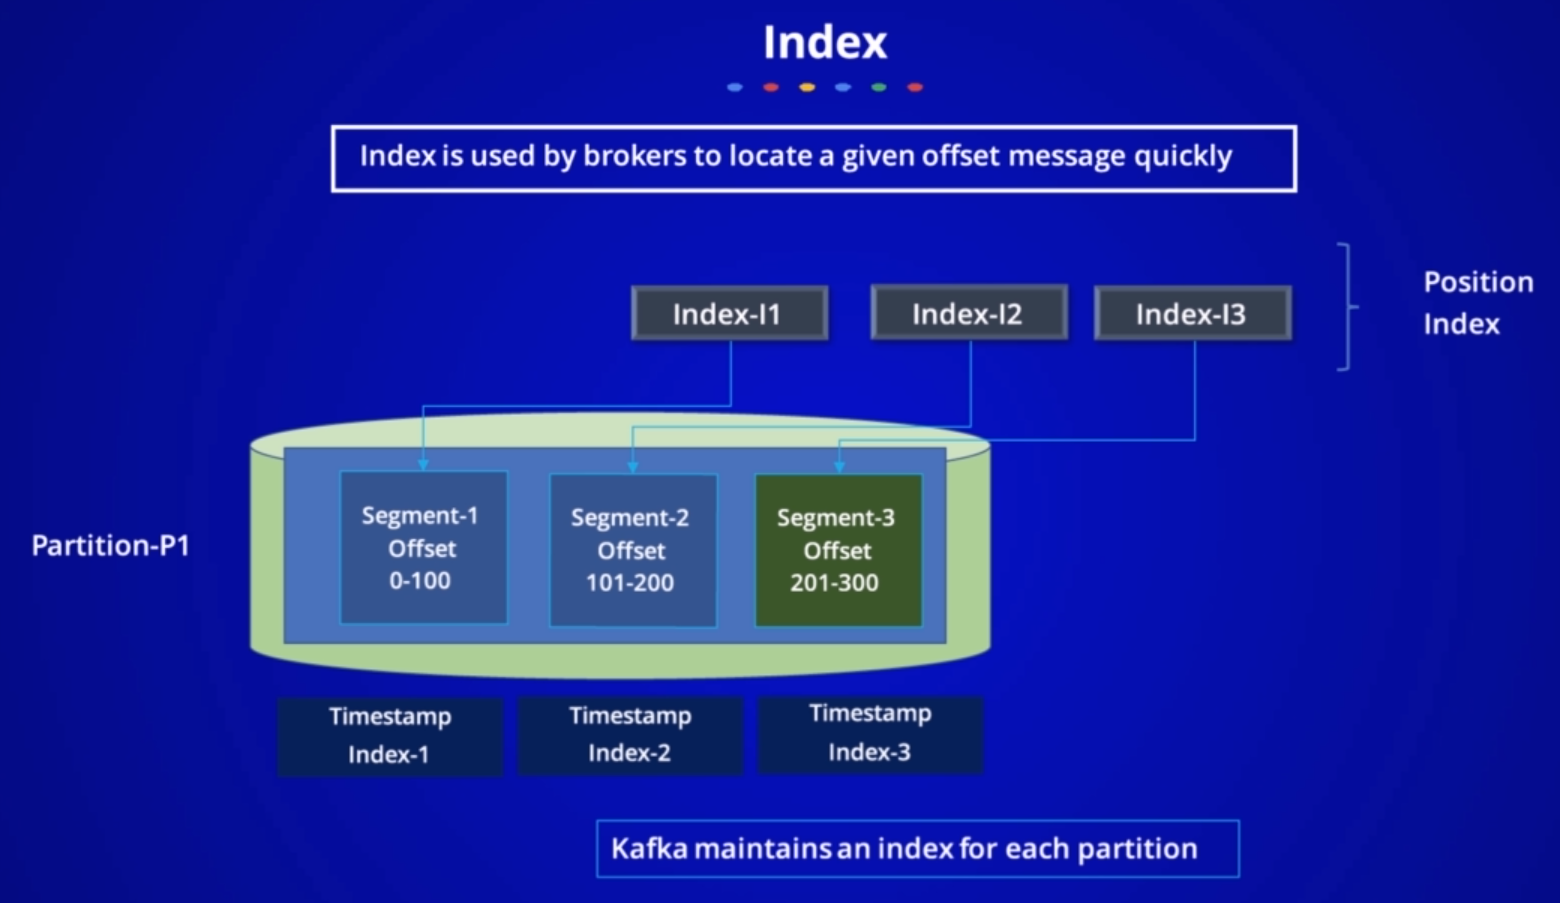 Index
Index is used by brokers to locate a given offset message quickly
Index-I1
Index-I2
Index-I3
Position
Index
Partition-P1
Segment-1
Offset
0-100
Segment-2
Offset
101-200
Segment-3
Offset
201-300
Timestamp
Index-1
Timestamp
Index-2
Timestamp
Index-3
Kafka maintains an index for each partition